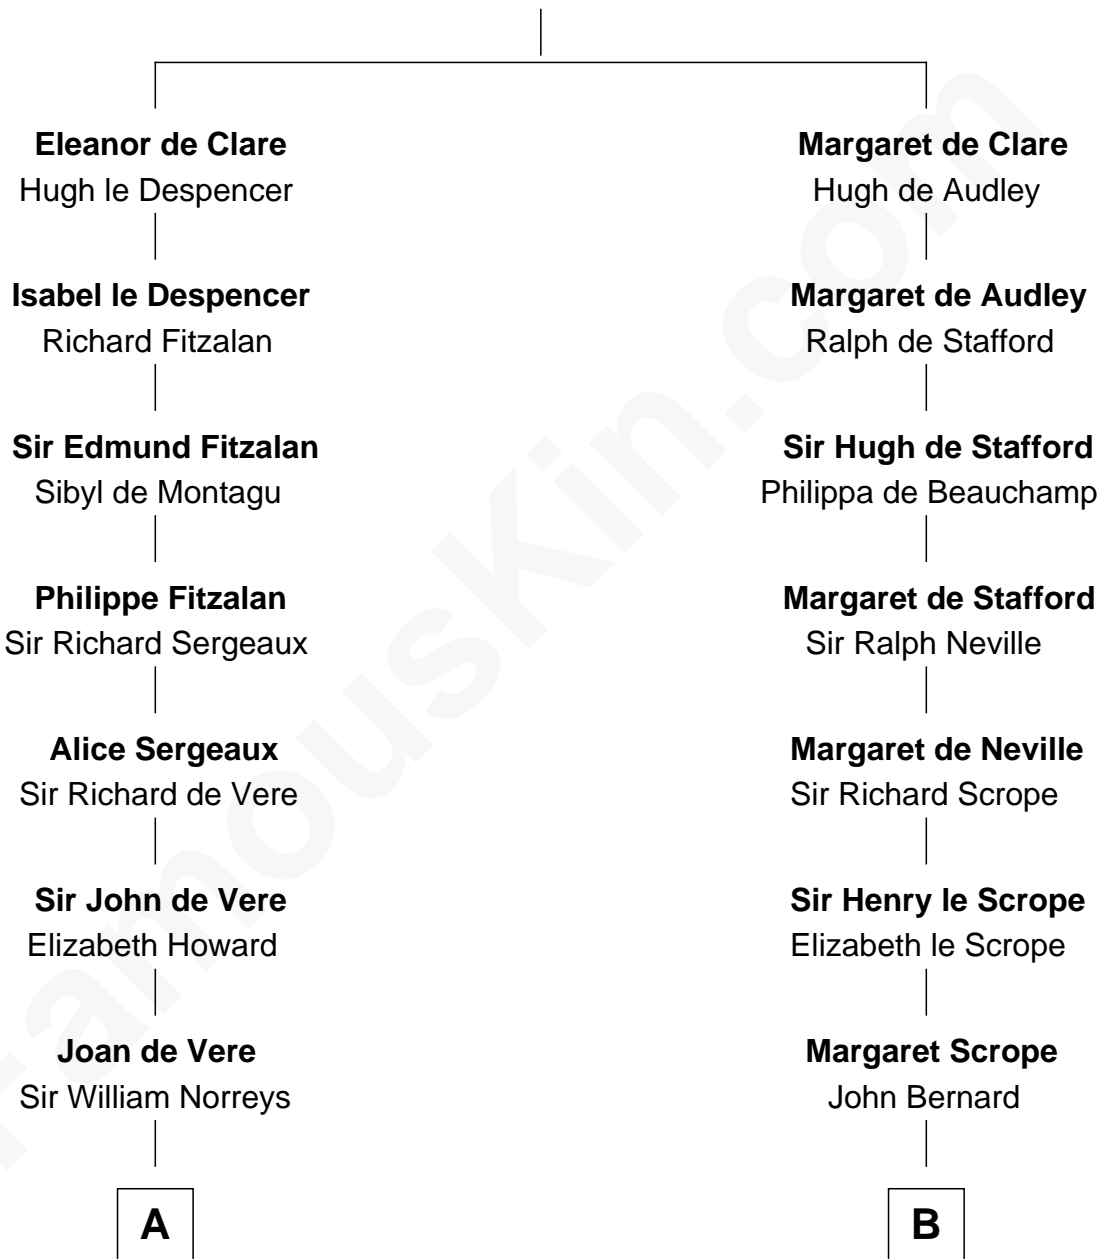 Eleanor de Clare
Hugh le Despencer
Isabel le Despencer
Richard Fitzalan
Sir Edmund Fitzalan
Sibyl de Montagu
Philippe Fitzalan
Sir Richard Sergeaux
Alice Sergeaux
Sir Richard de Vere
Sir John de Vere
Elizabeth Howard
Joan de Vere
Sir William Norreys
A
Margaret de Clare
Hugh de Audley
Margaret de Audley
Ralph de Stafford
Sir Hugh de Stafford
Philippa de Beauchamp
Margaret de Stafford
Sir Ralph Neville
Margaret de Neville
Sir Richard Scrope
Sir Henry le Scrope
Elizabeth le Scrope
Margaret Scrope
John Bernard
B
FamousKin.com